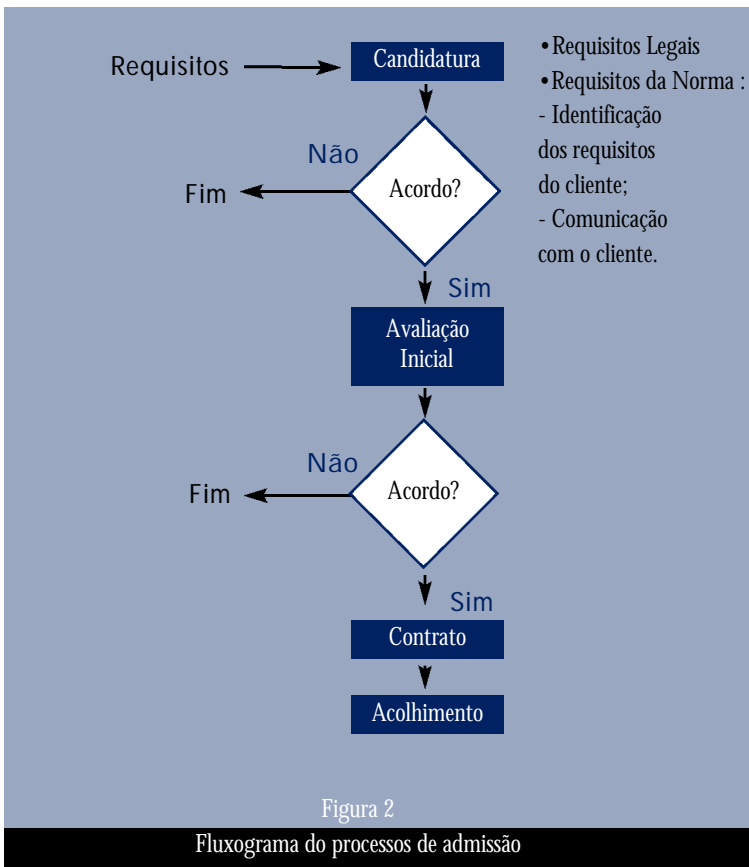 Requisitos
Candidatura
•Requisitos Legais
•Requisitos da Norma :
- Identificação
dos requisitos
do cliente;
- Comunicação
com o cliente.
Não
Acordo?
Fim
Sim
Avaliação
Inicial
Não
Acordo?
Fim
Sim
Contrato
Acolhimento
Figura 2
Fluxograma do processos de admissão